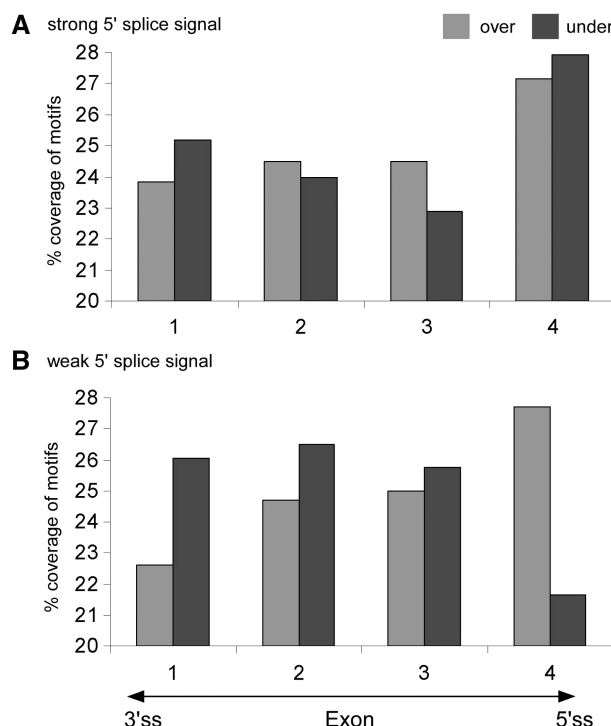 A strong 5' splice signal
over under
% coverage of motifs
28
27
26
25
24
23
22
21
20
1 2 3 4
B weak 5' splice signal
% coverage of motifs
28
27
26
25
24
23
22
21
20
1 2 3 4
3'ss Exon 5'ss